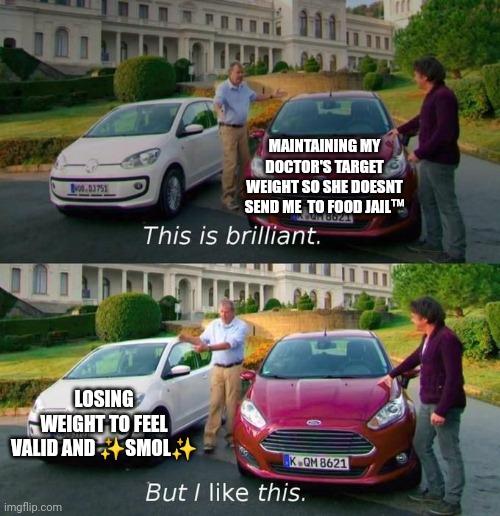 MAINTAINING MY
DOCTOR'S TARGET
WEIGHT SO SHE DOESNT
SEND ME TO FOOD JAIL™
This is brilliant.
LOSING
WEIGHT TO FEEL
VALID AND ✨SMOL✨
K QM 8621
But I like this.
imgflip.com